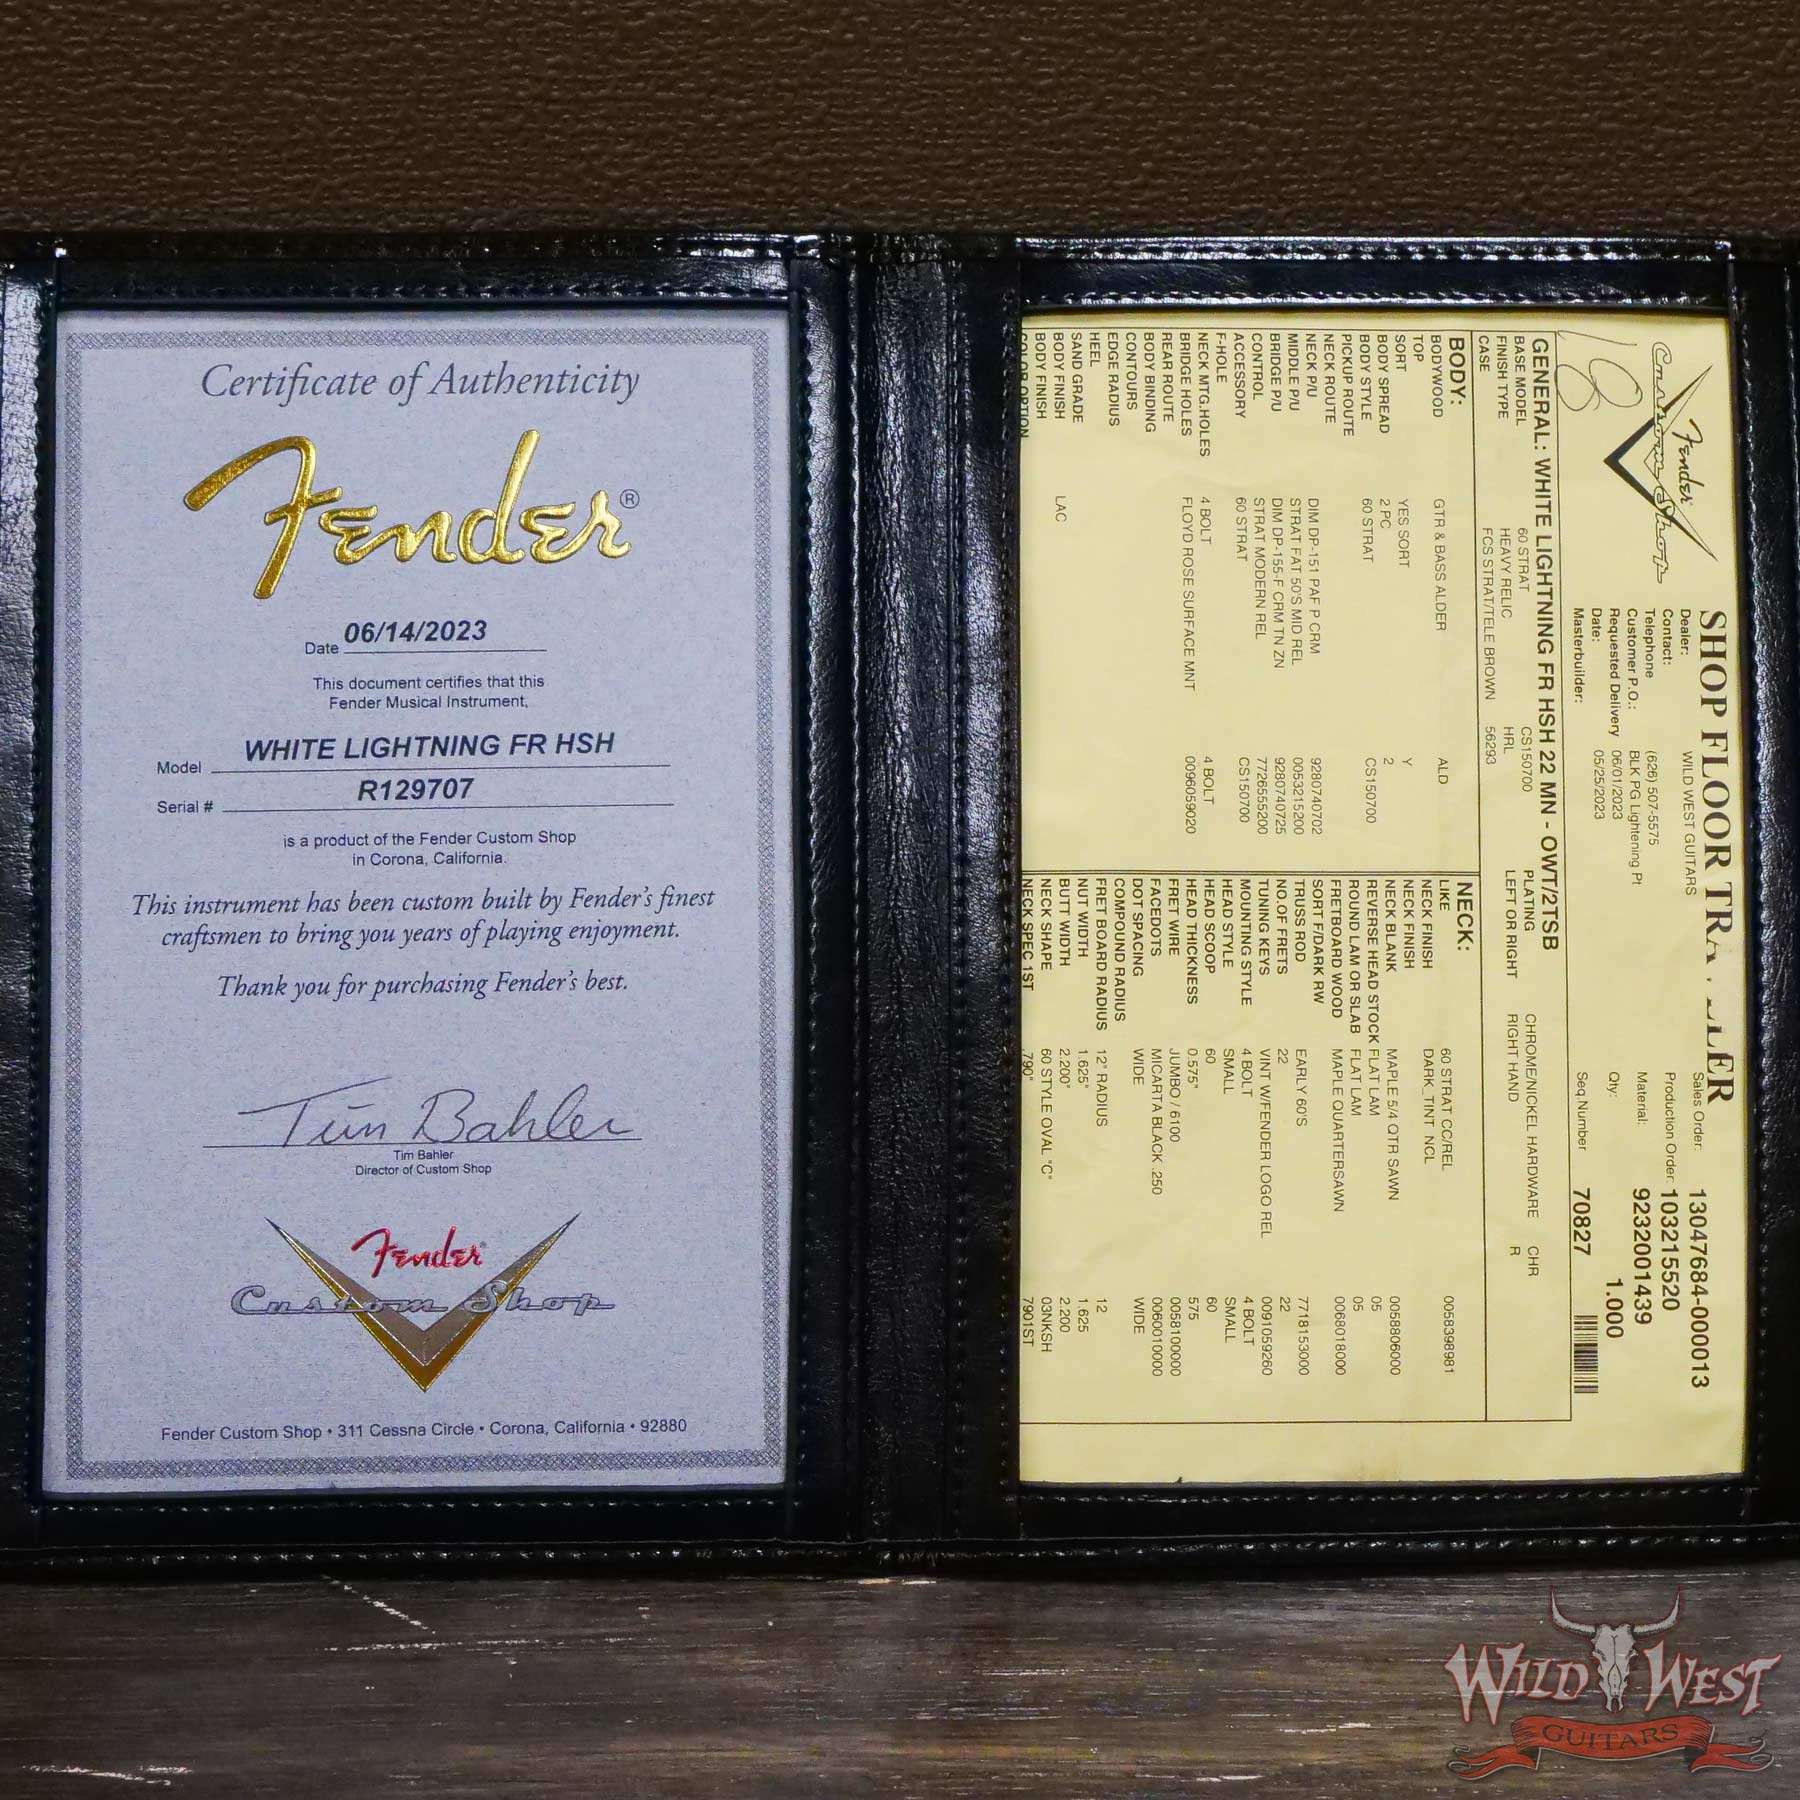 Certificate of Authenticity
Fender®
Date 06/14/2023
This document certifies that this
Fender Musical Instrument,
Model WHITE LIGHTNING FR HSH
Serial # R129707
is a product of the Fender Custom Shop
in Corona, California.
This instrument has been custom built by Fender's finest
craftsmen to bring you years of playing enjoyment.
Thank you for purchasing Fender's best.
Tim Bahler
Tim Bahler
Director of Custom Shop
Fender
Custom Shop
Fender Custom Shop • 311 Cessna Circle • Corona, California • 92880
Fender
Custom Shop
18
SHOP FLOOR TRA ELER
Dealer: WILD WEST GUITARS
Contact:
Telephone (626) 507-5575
Customer P.O.: BLK PG Lightening Pt
Requested Delivery 06/01/2023
Date: 05/25/2023
Masterbuilder:
Sales Order: 13047684-000013
Production Order: 103215520
Material: 9232001439
Qty: 1.000
Seq.Number 70827
GENERAL: WHITE LIGHTNING FR HSH 22 MN - OWT/2TSB
BASE MODEL 60 STRAT CS150700 PLATING CHROME/NICKEL HARDWARE CHR
FINISH TYPE HEAVY RELIC HRL LEFT OR RIGHT RIGHT HAND R
CASE FCS STRAT/TELE BROWN 56293
BODY:
BODYWOOD GTR & BASS ALDER ALD
TOP
SORT YES SORT Y
BODY SPREAD 2 PC 2
BODY STYLE 60 STRAT CS150700
PICKUP ROUTE
NECK ROUTE
NECK P/U DIM DP-151 PAF P CRM 9280740702
MIDDLE P/U STRAT FAT 50'S MID REL 0053215200
BRIDGE P/U DIM DP-155-F CRM TN ZN 9280740725
CONTROL STRAT MODERN REL 7726555200
ACCESSORY 60 STRAT CS150700
F-HOLE
NECK MTG.HOLES 4 BOLT 4 BOLT
BRIDGE HOLES FLOYD ROSE SURFACE MNT 0096059020
REAR ROUTE
BODY BINDING
CONTOURS
EDGE RADIUS
HEEL
SAND GRADE
BODY FINISH LAC
BODY FINISH
COLOR OPTION
NECK:
LIKE 60 STRAT CC/REL 0058398981
NECK FINISH DARK_TINT NCL
NECK FINISH
NECK BLANK MAPLE 5/4 QTR SAWN 0058806000
REVERSE HEAD STOCK FLAT LAM 05
ROUND LAM OR SLAB FLAT LAM 05
FRETBOARD WOOD MAPLE QUARTERSAWN 0068018000
SORT F/DARK RW
TRUSS ROD EARLY 60'S 7718153000
NO.OF FRETS 22 22
TUNING KEYS VINT W/FENDER LOGO REL 0091059260
MOUNTING STYLE 4 BOLT 4 BOLT
HEAD STYLE SMALL SMALL
HEAD SCOOP 60 60
HEAD THICKNESS 0.575" 575
FRET WIRE JUMBO / 6100 0058100000
FACEDOTS MICARTA BLACK .250 0060010000
DOT SPACING WIDE WIDE
COMPOUND RADIUS
FRET BOARD RADIUS 12" RADIUS 12
NUT WIDTH 1.625" 1.625
BUTT WIDTH 2.200" 2.200
NECK SHAPE 60 STYLE OVAL "C" 03NKSH
NECK SPEC 1ST .790" 7901ST
WILD WEST
GUITARS